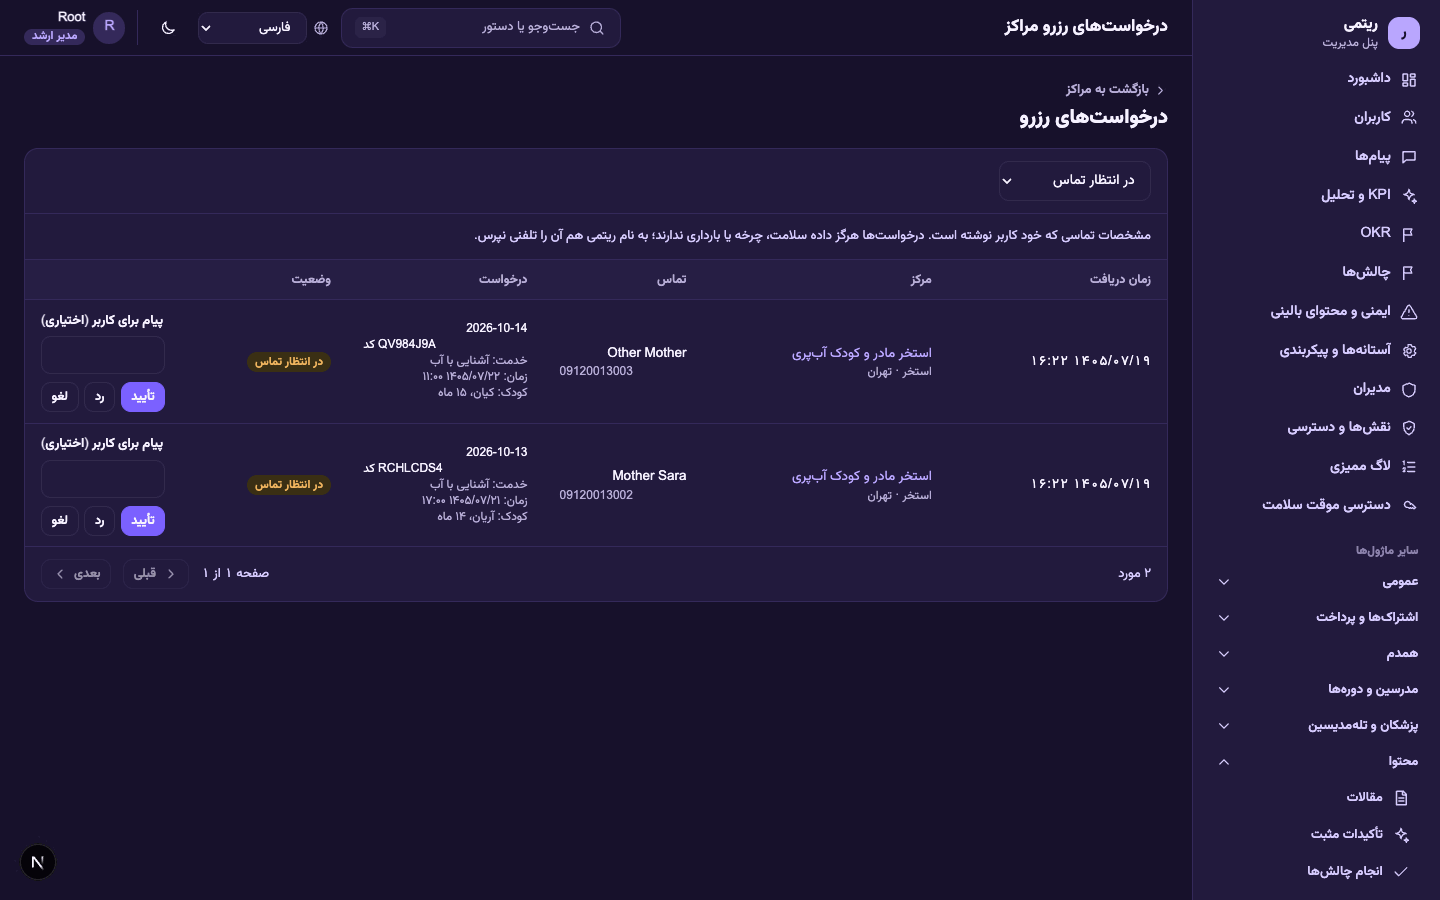 ریتمی
پنل مدیریت
ر
داشبورد
کاربران
پیام‌ها
KPI و تحلیل
OKR
چالش‌ها
ایمنی و محتوای بالینی
آستانه‌ها و پیکربندی
مدیران
نقش‌ها و دسترسی
لاگ ممیزی
دسترسی موقت سلامت
سایر ماژول‌ها
عمومی
اشتراک‌ها و پرداخت
همدم
مدرسین و دوره‌ها
پزشکان و تله‌مدیسین
محتوا
مقالات
تأکیدات مثبت
انجام چالش‌ها
درخواست‌های رزرو مراکز
جست‌وجو یا دستور
⌘K
فارسی
Root
مدیر ارشد
R
بازگشت به مراکز
درخواست‌های رزرو
در انتظار تماس
مشخصات تماسی که خود کاربر نوشته است. درخواست‌ها هرگز داده سلامت، چرخه یا بارداری ندارند؛ به نام ریتمی هم آن را تلفنی نپرس.
زمان دریافت
مرکز
تماس
درخواست
وضعیت
۱۴۰۵/۰۷/۱۹ ۱۶:۲۲
استخر مادر و کودک آب‌پری
استخر · تهران
Other Mother
09120013003
2026-10-14
کد QV984J9A
خدمت: آشنایی با آب
زمان: ۱۴۰۵/۰۷/۲۲ ۱۱:۰۰
کودک: کیان، ۱۵ ماه
در انتظار تماس
پیام برای کاربر (اختیاری)
تأیید
رد
لغو
۱۴۰۵/۰۷/۱۹ ۱۶:۲۲
استخر مادر و کودک آب‌پری
استخر · تهران
Mother Sara
09120013002
2026-10-13
کد RCHLCDS4
خدمت: آشنایی با آب
زمان: ۱۴۰۵/۰۷/۲۱ ۱۷:۰۰
کودک: آریان، ۱۴ ماه
در انتظار تماس
پیام برای کاربر (اختیاری)
تأیید
رد
لغو
۲ مورد
صفحه ۱ از ۱
قبلی
بعدی
N